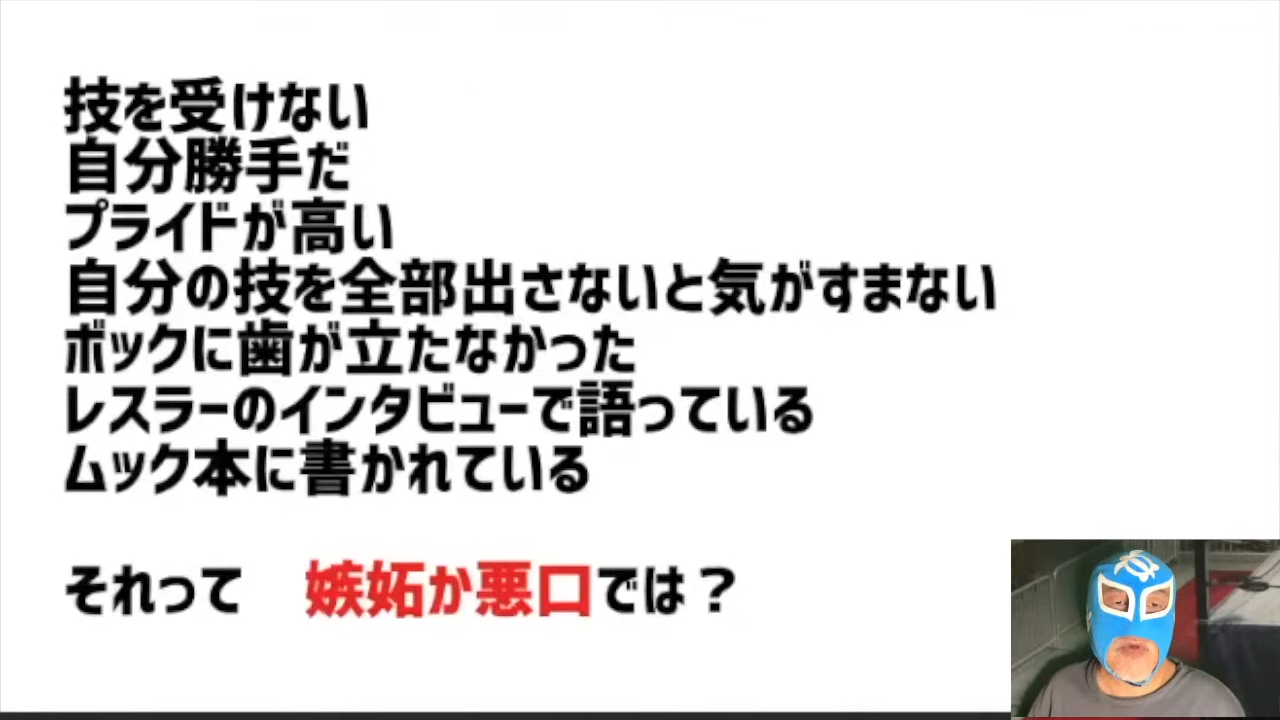 技を受けない
自分勝手だ
プライドが高い
自分の技を全部出さないと気がすまない
ボックに歯が立たなかった
レスラーのインタビューで語っている
ムック本に書かれている
それって　嫉妬か悪口では？